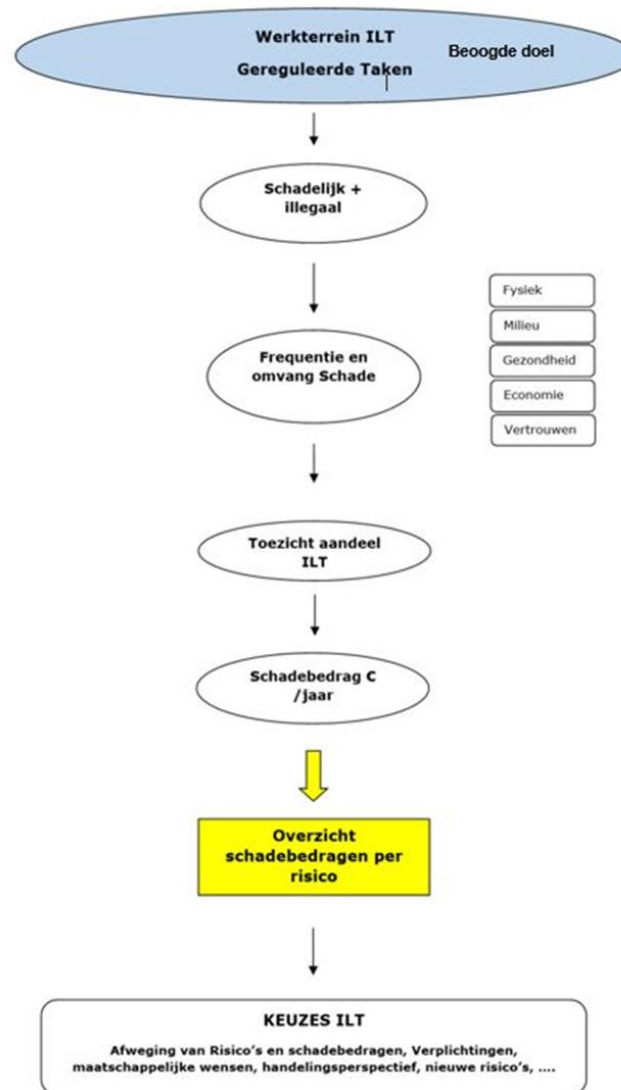 Werkterrein ILT
Beoogde doel
Gereguleerde Taken
Schadelijk +
illegaal
Fysiek
Milieu
Gezondheid
Economie
Vertrouwen
Frequentie en
omvang Schade
Toezicht aandeel
ILT
Schadebedrag C
/jaar
Overzicht
schadebedragen per
risico
KEUZES ILT
Afweging van Risico's en schadebedragen, Verplichtingen,
maatschappelijke wensen, handelingsperspectief, nieuwe risico's, ....